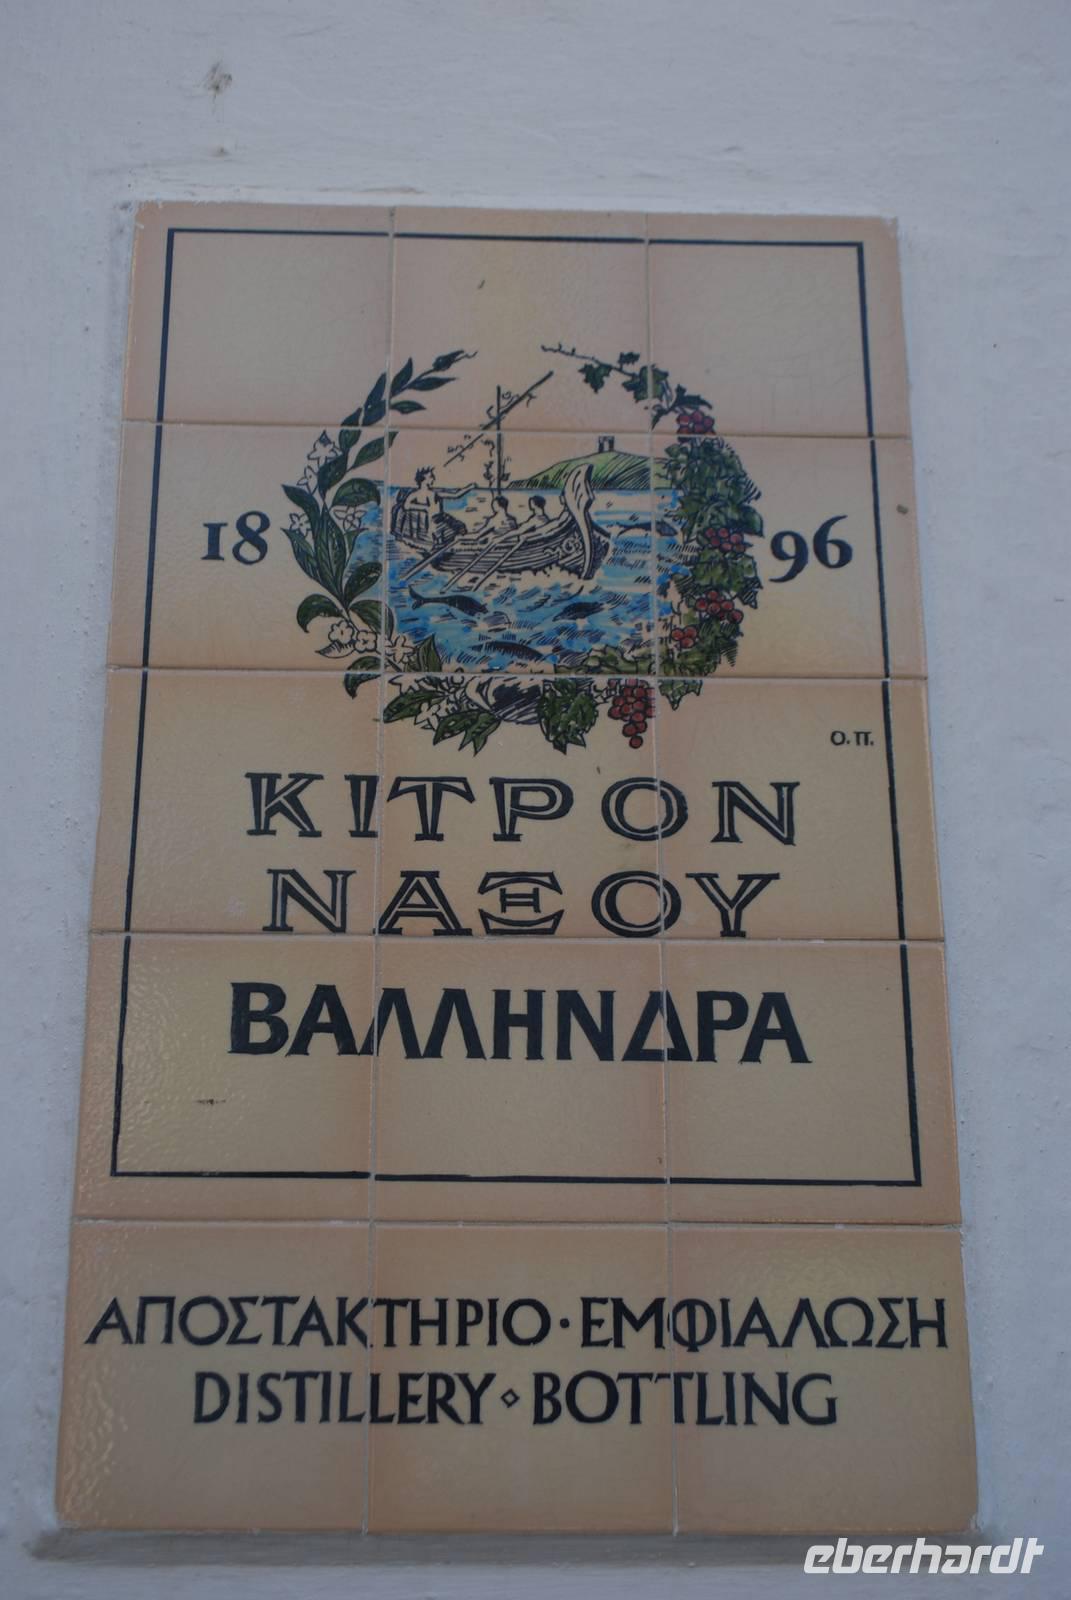 18 96
Ο.Π.
ΚΙΤΡΟΝ
ΝΑΞΟΥ
ΒΑΛΛΗΝΔΡΑ
ΑΠΟΣΤΑΚΤΗΡΙΟ · ΕΜΦΙΑΛΩΣΗ
DISTILLERY ⋄ BOTTLING
eberhardt